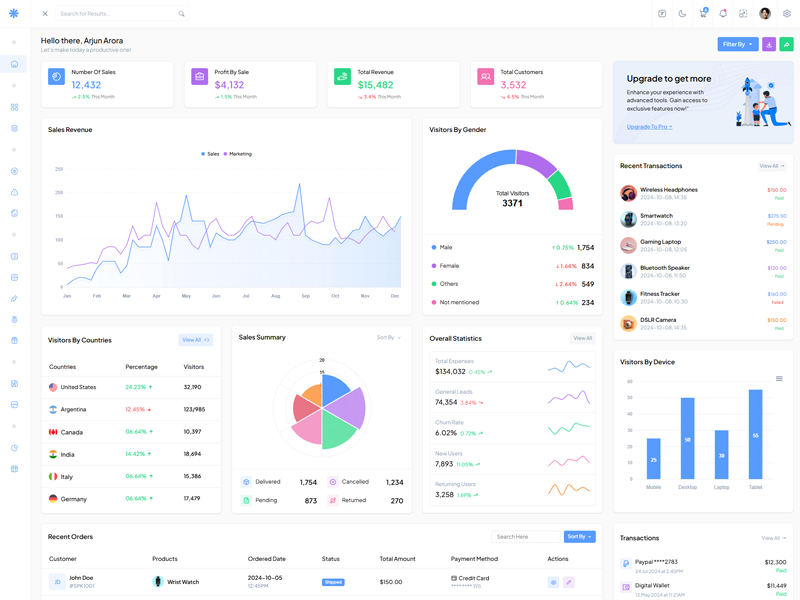 Search for Results...
Hello there, Arjun Arora
Let's make today a productive one!
Filter By
Number Of Sales
12,432
2.5% This Month
Profit By Sale
$4,132
1.5% This Month
Total Revenue
$15,482
3.4% This Month
Total Customers
3,532
4.5% This Month
Upgrade to get more
Enhance your experience with
advanced tools. Gain access to
exclusive features now!"
Upgrade To Pro
Sales Revenue
Sales Marketing
250
200
150
100
50
0
Jan Feb Mar Apr May Jun Jul Aug Sep Oct Nov Dec
Visitors By Gender
Total Visitors
3371
Male 0.75% 1,754
Female 1.64% 834
Others 2.64% 549
Not mentioned 0.64% 234
Recent Transactions
View All
Wireless Headphones $150.00
2024-10-08, 14:35 Paid
Smartwatch
2024-10-08, 13:20 Pending
Gaming Laptop
2024-10-08, 12:05 Paid
Bluetooth Speaker
2024-10-08, 11:50 Paid
Fitness Tracker
2024-10-08, 10:30 Failed
DSLR Camera $150.00
2024-10-08, 14:35 Paid
Visitors By Countries
View All
Countries Percentage Visitors
United States 24.23% 32,190
Argentina 12.45% 123,985
Canada 06.64% 10,397
India 14.42% 18,694
Italy 06.64% 15,386
Germany 06.64% 17,479
Sales Summary
Sort By
20
15
Delivered 1,754
Cancelled 1,234
Pending 873
Returned 270
Overall Statistics
View All
Total Expenses
$134,032 0.45%
General Leads
74,354 3.84%
Churn Rate
6.02% 0.72%
New Users
7,893 11.05%
Returning Users
3,258 1.69%
Visitors By Device
60
50
40
30
20
10
0
25 50 30 55
Mobile Desktop Laptop Tablet
Recent Orders
Search Here
Sort By
Customer Products Ordered Date Status Total Amount Payment Method Actions
JD
John Doe
#SPK1001
Wrist Watch
2024-10-05
12:45PM
Shipped
$150.00
Credit Card
Transactions
View All
Paypal ****2783 $12,300
24 Jul 2024 at 2:45PM Paid
Digital Wallet $11,449
13 May 2024 at 11:21AM Paid